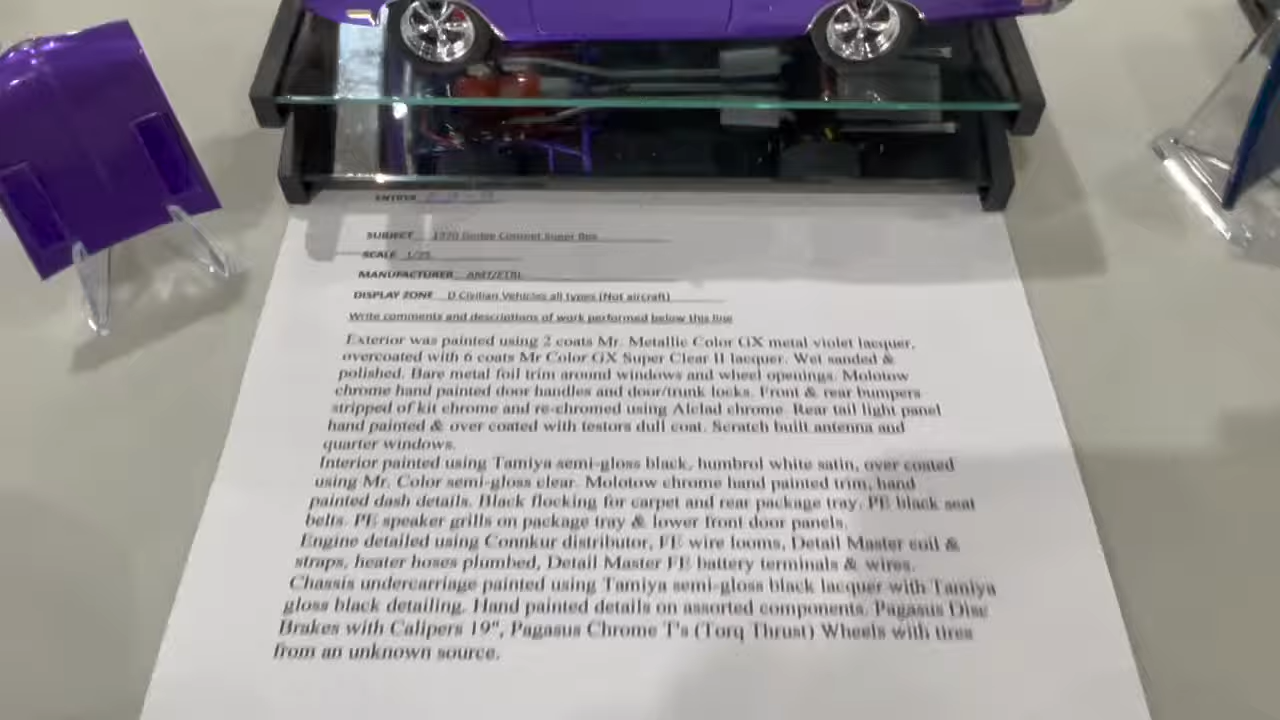 ENTRY#
SUBJECT 1970 Dodge Coronet Super Bee
SCALE 1/25
MANUFACTURER AMT/ERTL
DISPLAY ZONE D Civilian Vehicles all types (Not aircraft)
Write comments and descriptions of work performed below this line
Exterior was painted using 2 coats Mr. Metallic Color GX metal violet lacquer,
overcoated with 6 coats Mr Color GX Super Clear II lacquer. Wet sanded &
polished. Bare metal foil trim around windows and wheel openings. Molotow
chrome hand painted door handles and door/trunk locks. Front & rear bumpers
stripped of kit chrome and re-chromed using Alclad chrome. Rear tail light panel
hand painted & over coated with testors dull coat. Scratch built antenna and
quarter windows.
Interior painted using Tamiya semi-gloss black, humbrol white satin, over coated
using Mr. Color semi-gloss clear. Molotow chrome hand painted trim, hand
painted dash details. Black flocking for carpet and rear package tray. PE black seat
belts. PE speaker grills on package tray & lower front door panels.
Engine detailed using Connkur distributor, PE wire looms, Detail Master coil &
straps, heater hoses plumbed, Detail Master PE battery terminals & wires.
Chassis undercarriage painted using Tamiya semi-gloss black lacquer with Tamiya
gloss black detailing. Hand painted details on assorted components. Pagasus Disc
Brakes with Calipers 19", Pagasus Chrome T's (Torq Thrust) Wheels with tires
from an unknown source.